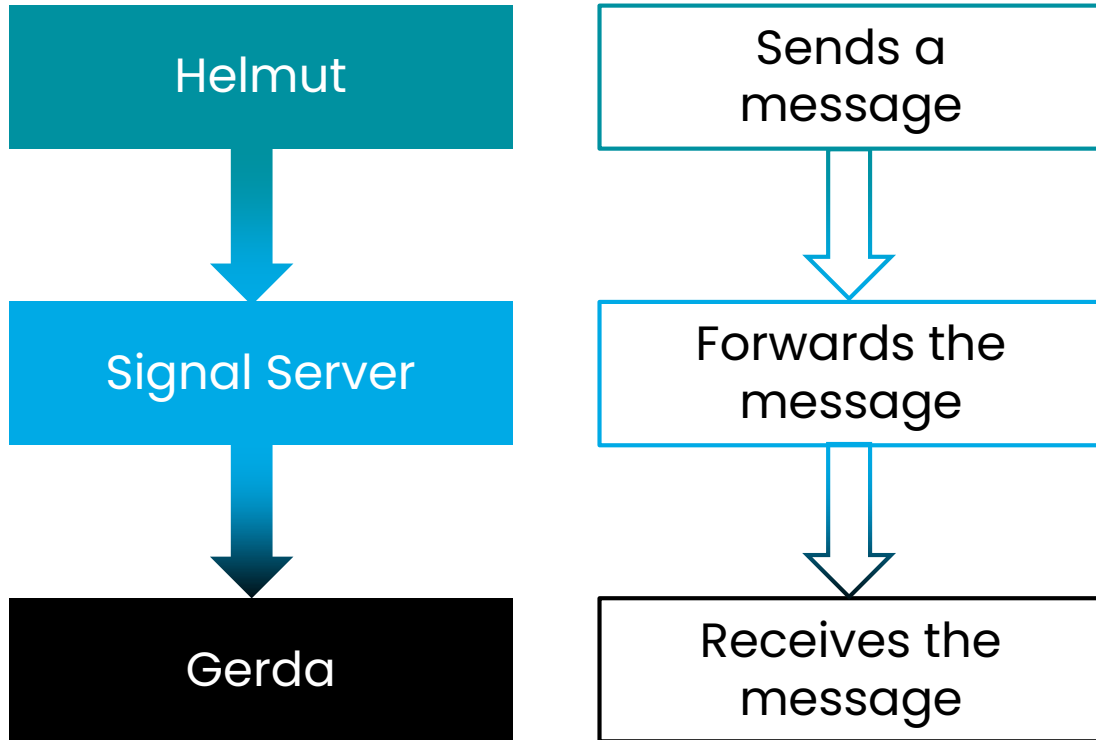 Helmut
Sends a
message
Signal Server
Forwards the
message
Gerda
Receives the
message